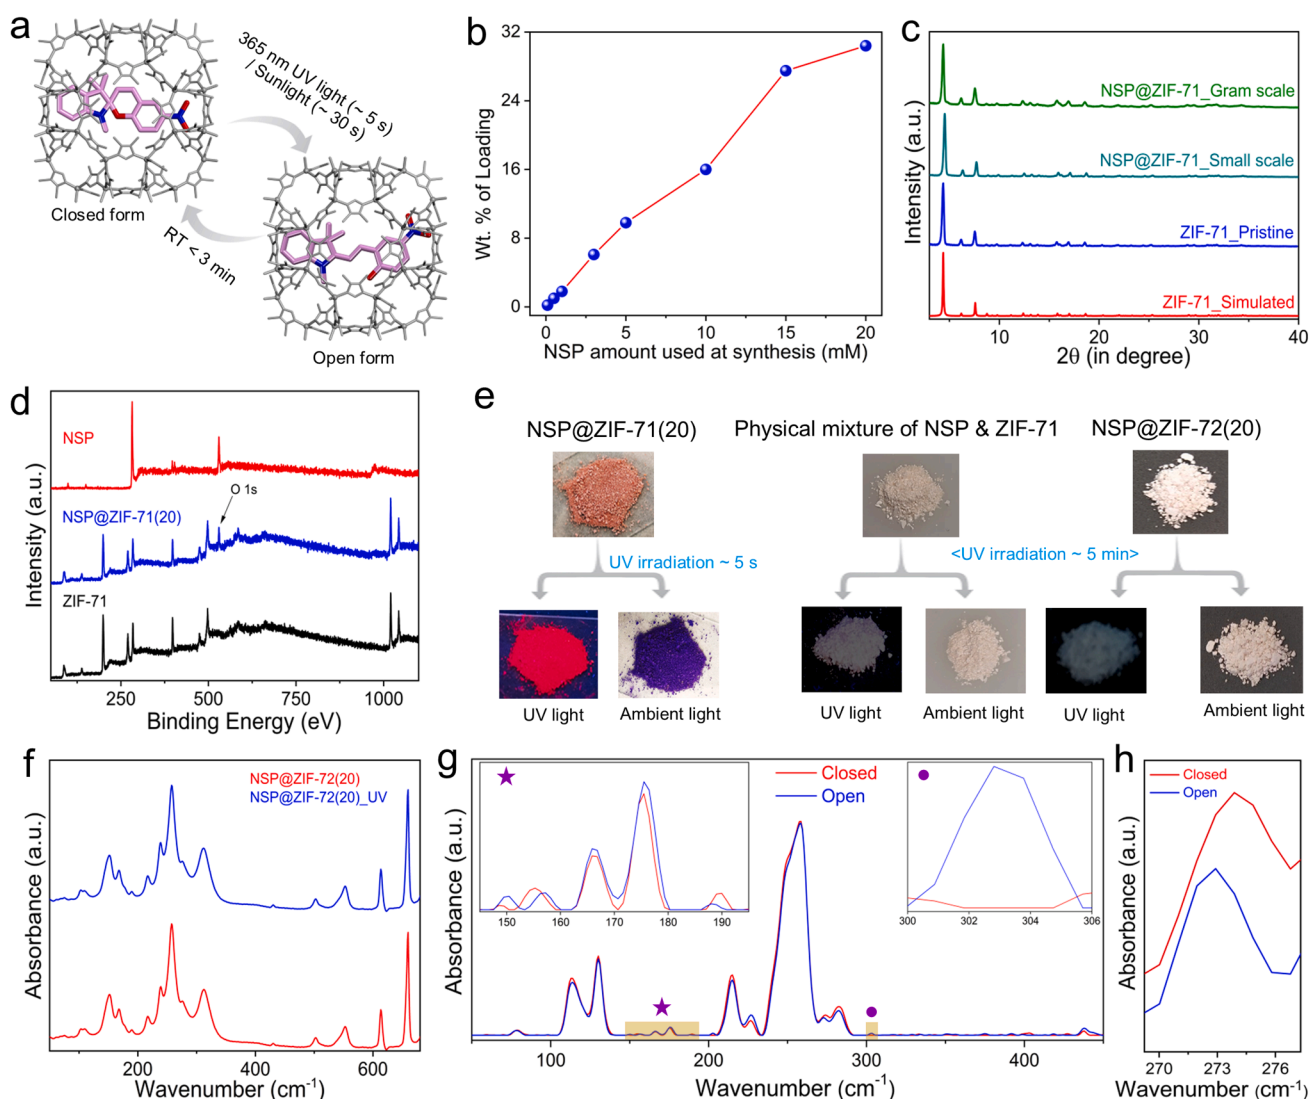 a
365 nm UV light (~ 5 s)
/ Sunlight (~ 30 s)
Closed form
RT < 3 min
Open form
b
32
24
16
8
0
Wt. % of Loading
0
5
10
15
20
NSP amount used at synthesis (mM)
c
Intensity (a.u.)
NSP@ZIF-71_Gram scale
NSP@ZIF-71_Small scale
ZIF-71_Pristine
ZIF-71_Simulated
10
20
30
40
2θ (in degree)
d
Intensity (a.u.)
NSP
O 1s
NSP@ZIF-71(20)
ZIF-71
250
500
750
1000
Binding Energy (eV)
e
NSP@ZIF-71(20)
Physical mixture of NSP & ZIF-71
NSP@ZIF-72(20)
UV irradiation ~ 5 s
<UV irradiation ~ 5 min>
UV light
Ambient light
UV light
Ambient light
UV light
Ambient light
f
Absorbance (a.u.)
NSP@ZIF-72(20)
NSP@ZIF-72(20)_UV
200
400
600
Wavenumber (cm⁻¹)
g
Absorbance (a.u.)
Closed
Open
150
160
170
180
190
300
302
304
306
100
200
300
400
Wavenumber (cm⁻¹)
h
Absorbance (a.u.)
Closed
Open
270
273
276
Wavenumber (cm⁻¹)